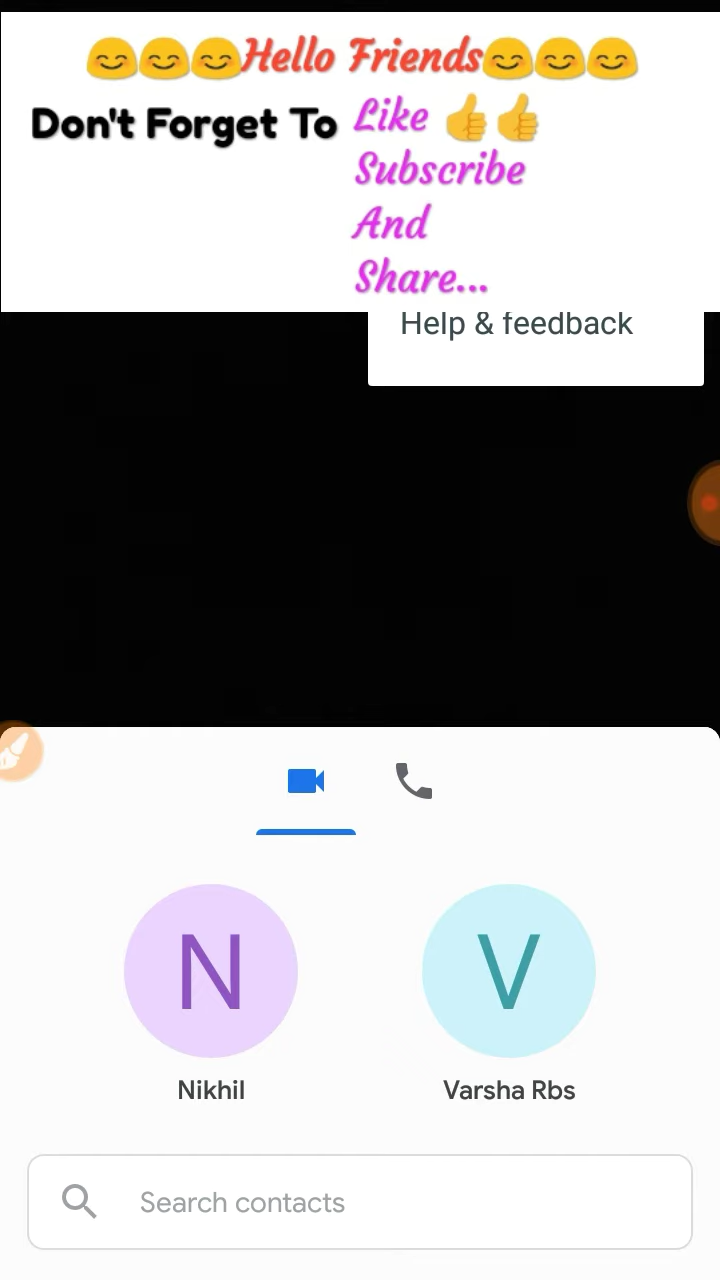 😊😊😊Hello Friends😊😊😊
Don't Forget To Like 👍👍
Subscribe
And
Share...
Help & feedback
N
V
Nikhil
Varsha Rbs
Search contacts